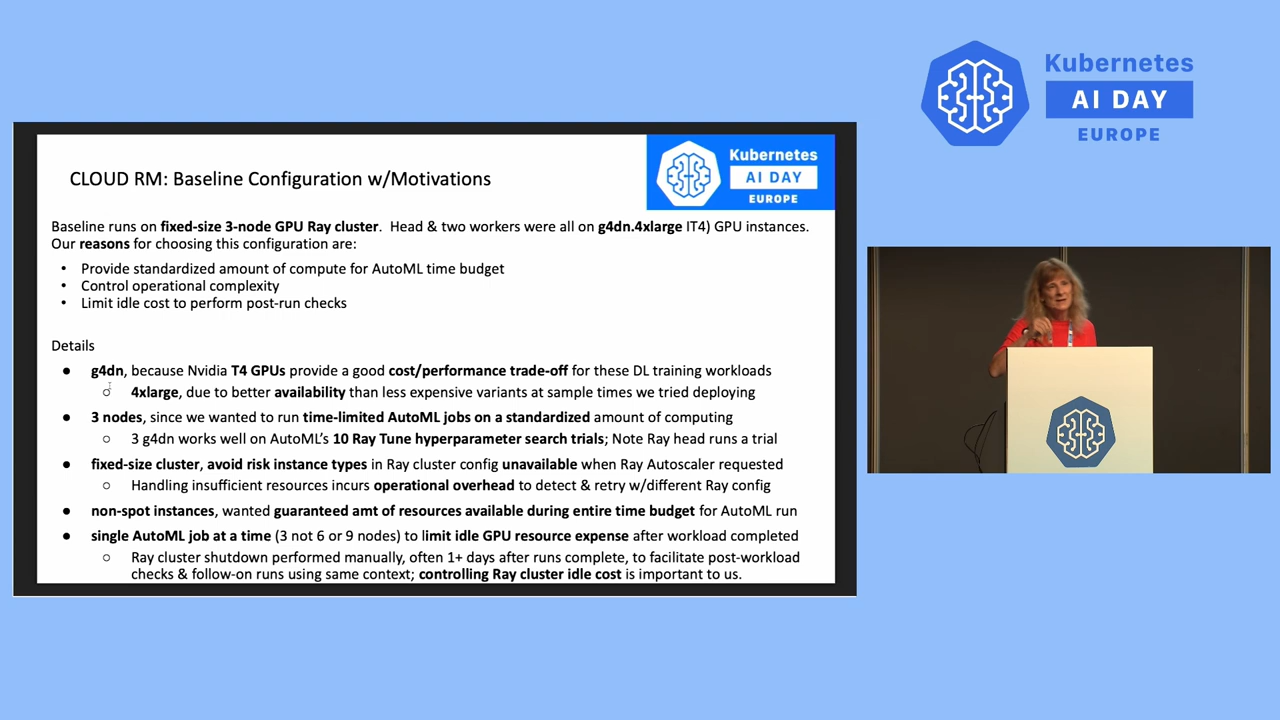 Kubernetes
AI DAY
EUROPE
CLOUD RM: Baseline Configuration w/Motivations
Kubernetes
AI DAY
EUROPE
Baseline runs on fixed-size 3-node GPU Ray cluster. Head & two workers were all on g4dn.4xlarge IT4) GPU instances.
Our reasons for choosing this configuration are:
• Provide standardized amount of compute for AutoML time budget
• Control operational complexity
• Limit idle cost to perform post-run checks
Details
● g4dn, because Nvidia T4 GPUs provide a good cost/performance trade-off for these DL training workloads
○ 4xlarge, due to better availability than less expensive variants at sample times we tried deploying
● 3 nodes, since we wanted to run time-limited AutoML jobs on a standardized amount of computing
○ 3 g4dn works well on AutoML's 10 Ray Tune hyperparameter search trials; Note Ray head runs a trial
● fixed-size cluster, avoid risk instance types in Ray cluster config unavailable when Ray Autoscaler requested
○ Handling insufficient resources incurs operational overhead to detect & retry w/different Ray config
● non-spot instances, wanted guaranteed amt of resources available during entire time budget for AutoML run
● single AutoML job at a time (3 not 6 or 9 nodes) to limit idle GPU resource expense after workload completed
○ Ray cluster shutdown performed manually, often 1+ days after runs complete, to facilitate post-workload
checks & follow-on runs using same context; controlling Ray cluster idle cost is important to us.